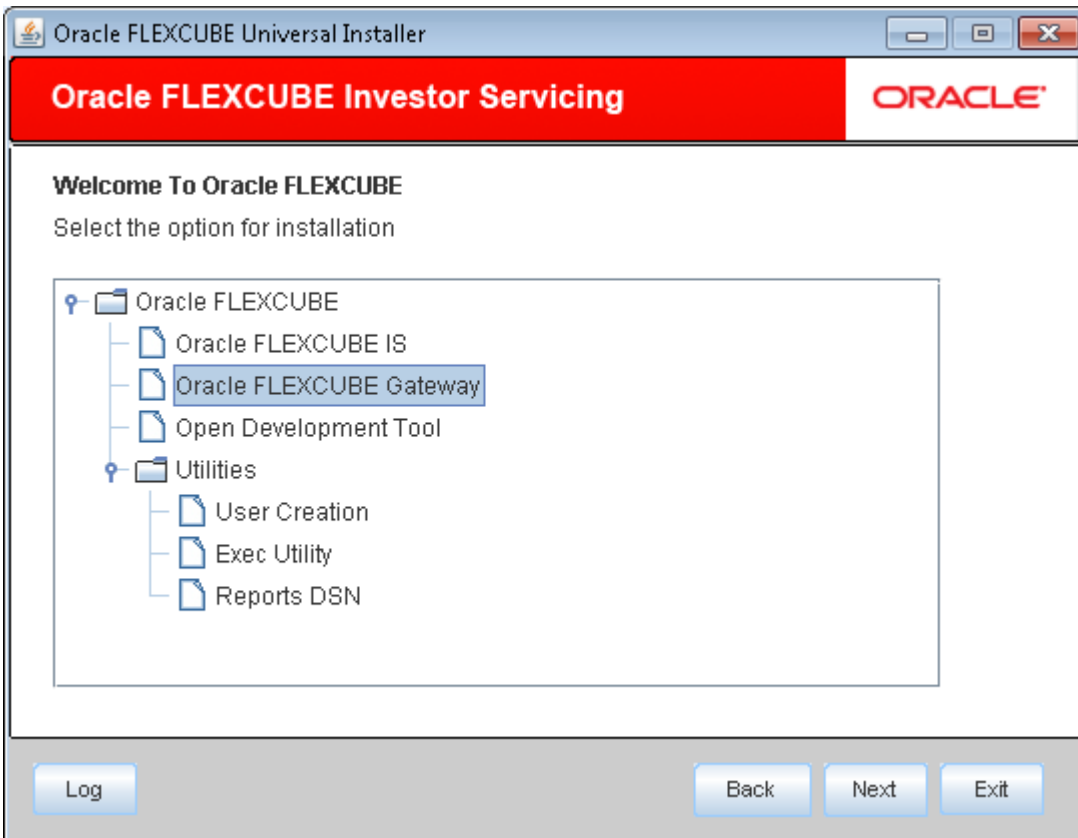 Oracle FLEXCUBE Universal Installer
Oracle FLEXCUBE Investor Servicing
ORACLE
Welcome To Oracle FLEXCUBE
Select the option for installation
Oracle FLEXCUBE
Oracle FLEXCUBE IS
Oracle FLEXCUBE Gateway
Open Development Tool
Utilities
User Creation
Exec Utility
Reports DSN
Log Back Next Exit